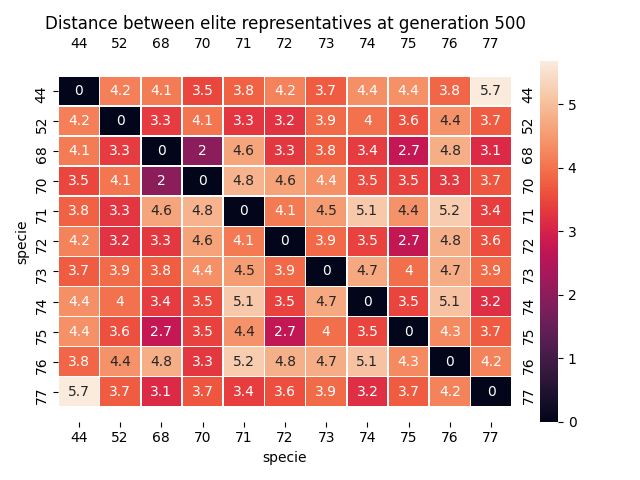 Distance between elite representatives at generation 500
44 52 68 70 71 72 73 74 75 76 77
44 0 4.2 4.1 3.5 3.8 4.2 3.7 4.4 4.4 3.8 5.7 44
52 4.2 0 3.3 4.1 3.3 3.2 3.9 4 3.6 4.4 3.7 52
68 4.1 3.3 0 2 4.6 3.3 3.8 3.4 2.7 4.8 3.1 68
70 3.5 4.1 2 0 4.8 4.6 4.4 3.5 3.5 3.3 3.7 70
71 3.8 3.3 4.6 4.8 0 4.1 4.5 5.1 4.4 5.2 3.4 71
72 4.2 3.2 3.3 4.6 4.1 0 3.9 3.5 2.7 4.8 3.6 72
73 3.7 3.9 3.8 4.4 4.5 3.9 0 4.7 4 4.7 3.9 73
74 4.4 4 3.4 3.5 5.1 3.5 4.7 0 3.5 5.1 3.2 74
75 4.4 3.6 2.7 3.5 4.4 2.7 4 3.5 0 4.3 3.7 75
76 3.8 4.4 4.8 3.3 5.2 4.8 4.7 5.1 4.3 0 4.2 76
77 5.7 3.7 3.1 3.7 3.4 3.6 3.9 3.2 3.7 4.2 0 77
44 52 68 70 71 72 73 74 75 76 77
specie
specie
5
4
3
2
1
0